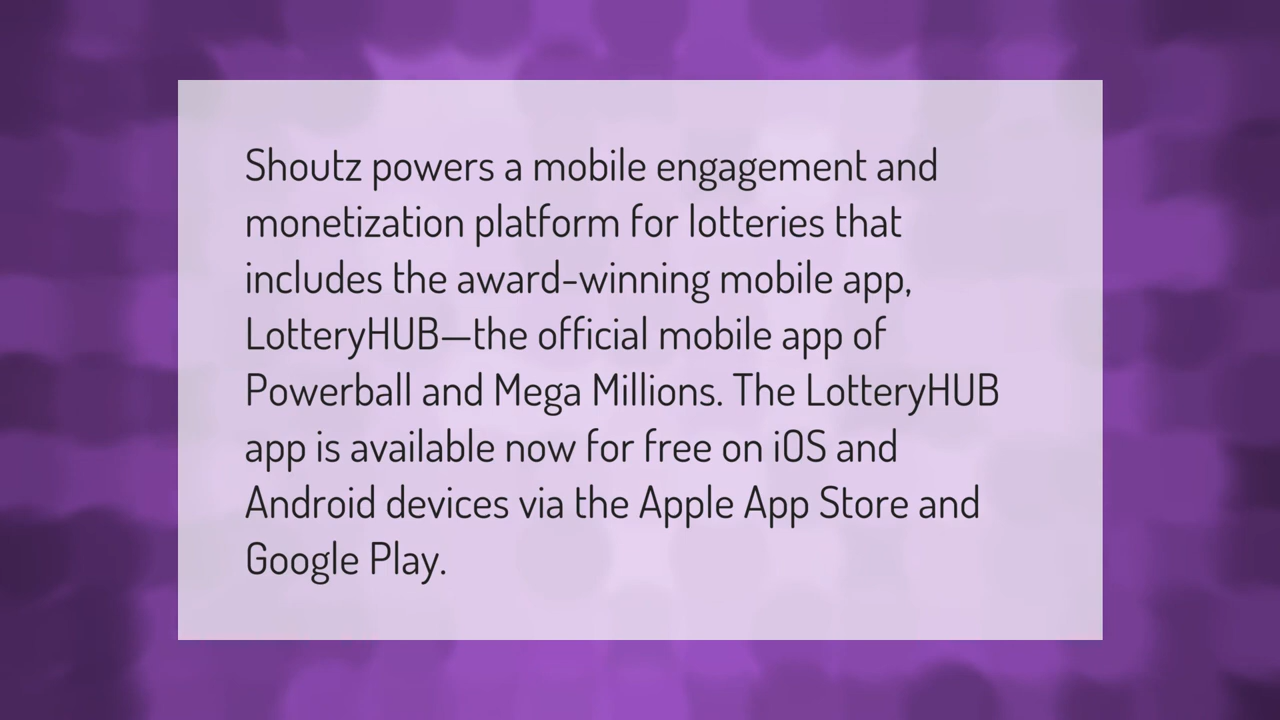 Shoutz powers a mobile engagement and
monetization platform for lotteries that
includes the award-winning mobile app,
LotteryHUB—the official mobile app of
Powerball and Mega Millions. The LotteryHUB
app is available now for free on iOS and
Android devices via the Apple App Store and
Google Play.